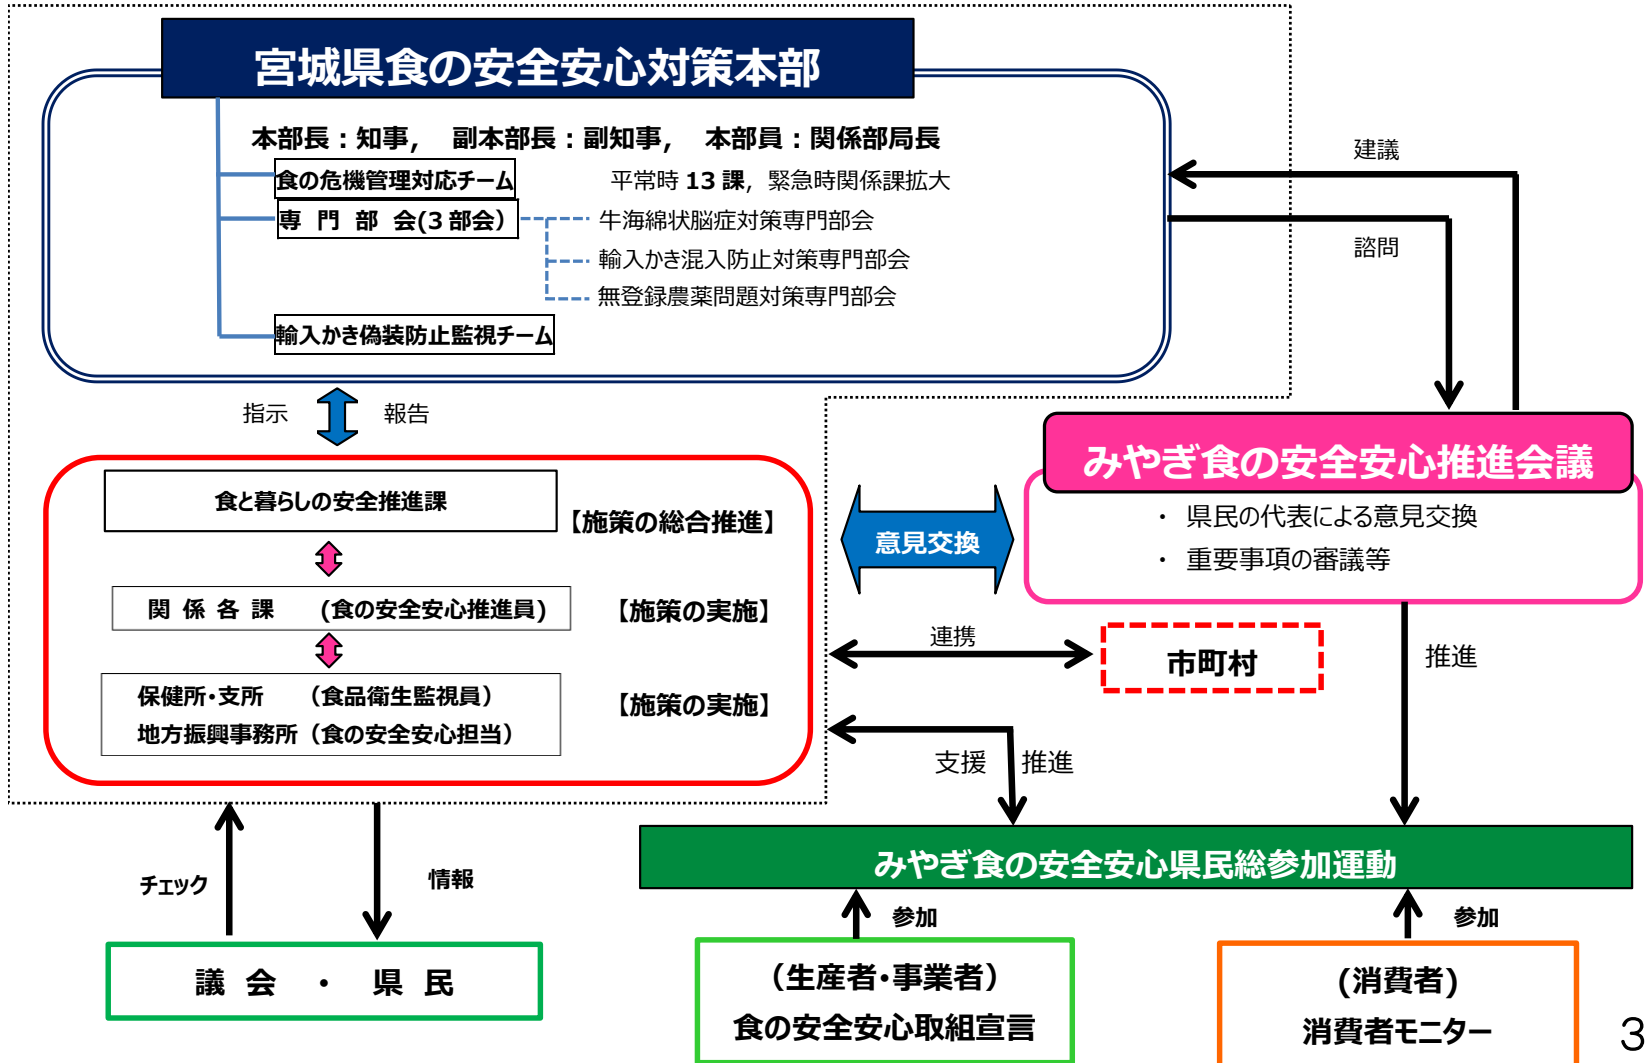 宮城県食の安全安心対策本部
本部長：知事,　副本部長：副知事,　本部員：関係部局長
食の危機管理対応チーム　平常時 13 課，緊急時関係課拡大
専 門 部 会(3 部会）　牛海綿状脳症対策専門部会
輸入かき混入防止対策専門部会
無登録農薬問題対策専門部会
輸入かき偽装防止監視チーム
建議
諮問
指示　報告
みやぎ食の安全安心推進会議
・ 県民の代表による意見交換
・ 重要事項の審議等
食と暮らしの安全推進課
【施策の総合推進】
意見交換
関 係 各 課　(食の安全安心推進員)　【施策の実施】
保健所･支所　（食品衛生監視員）
地方振興事務所（食の安全安心担当）
【施策の実施】
連携
市町村
推進
支援　推進
みやぎ食の安全安心県民総参加運動
チェック　情報
参加　参加
議 会 ・ 県 民
（生産者･事業者）
食の安全安心取組宣言
(消費者)
消費者モニター
3